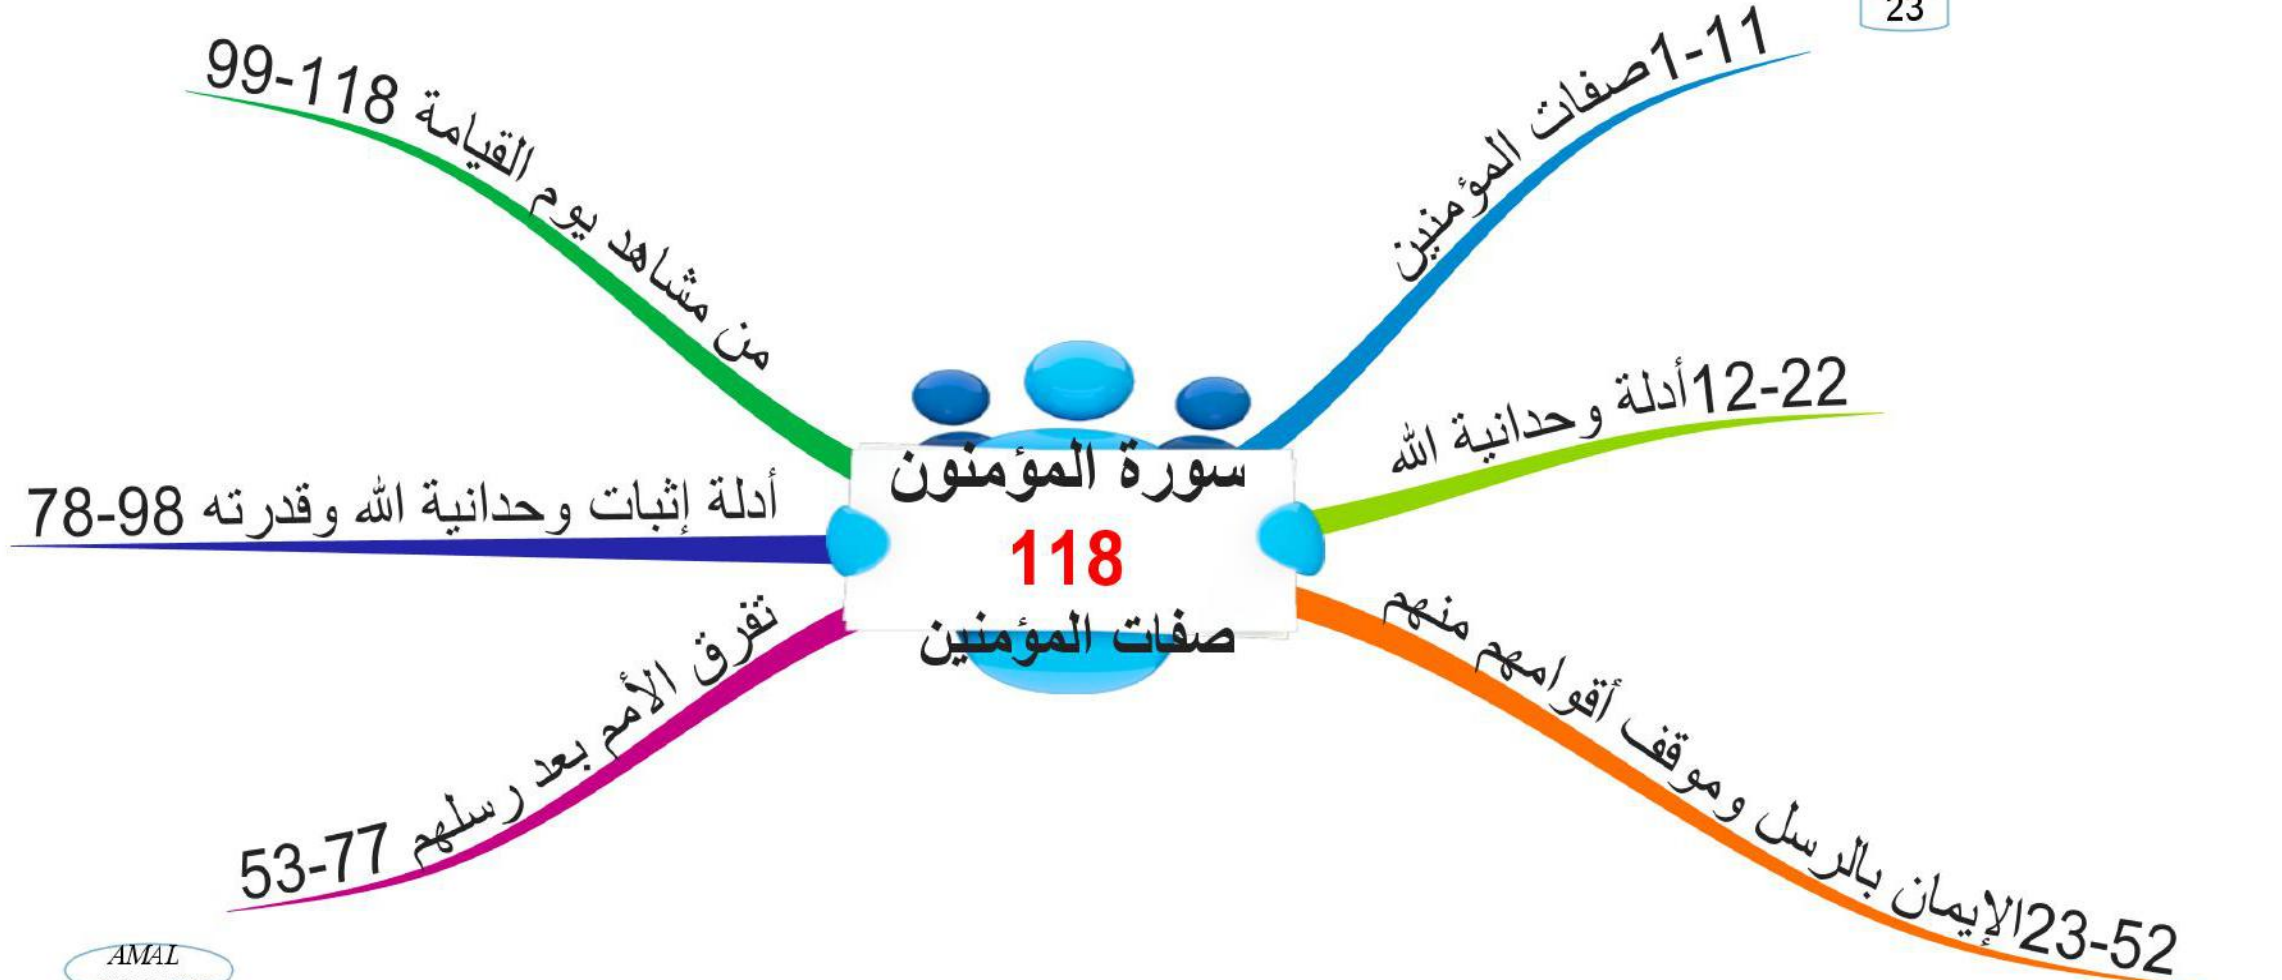 23
سورة المؤمنون
118
صفات المؤمنين
1-11صفات المؤمنين
12-22أدلة وحدانية الله
23-52الإيمان بالرسل وموقف أقوامهم منهم
تفرق الأمم بعد رسلهم 53-77
أدلة إثبات وحدانية الله وقدرته 78-98
من مشاهد يوم القيامة 99-118
AMAL